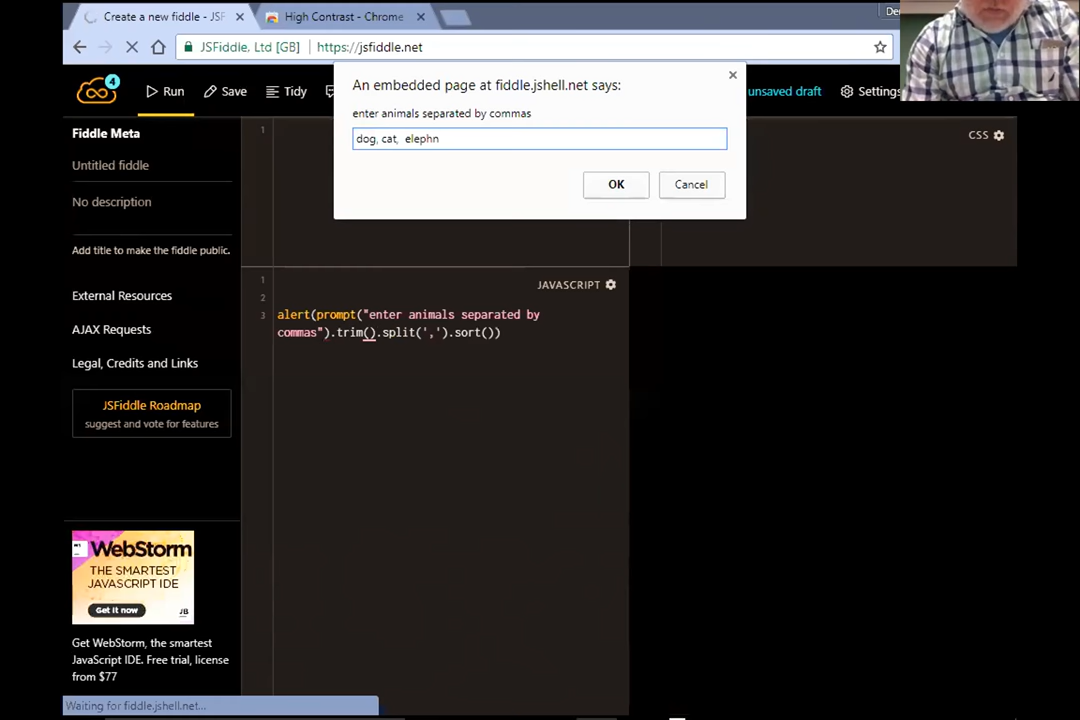 Create a new fiddle - JSF
High Contrast - Chrome
JSFiddle, Ltd [GB] https://jsfiddle.net
4
Run
Save
Tidy
unsaved draft
Settings
An embedded page at fiddle.jshell.net says:
enter animals separated by commas
dog, cat,  elephn
OK
Cancel
Fiddle Meta
Untitled fiddle
No description
Add title to make the fiddle public.
External Resources
AJAX Requests
Legal, Credits and Links
JSFiddle Roadmap
suggest and vote for features
WebStorm
THE SMARTEST
JAVASCRIPT IDE
Get it now
JB
Get WebStorm, the smartest
JavaScript IDE. Free trial, license
from $77
1
CSS
JAVASCRIPT
1
2
3
alert(prompt("enter animals separated by
commas").trim().split(',').sort())
Waiting for fiddle.jshell.net...